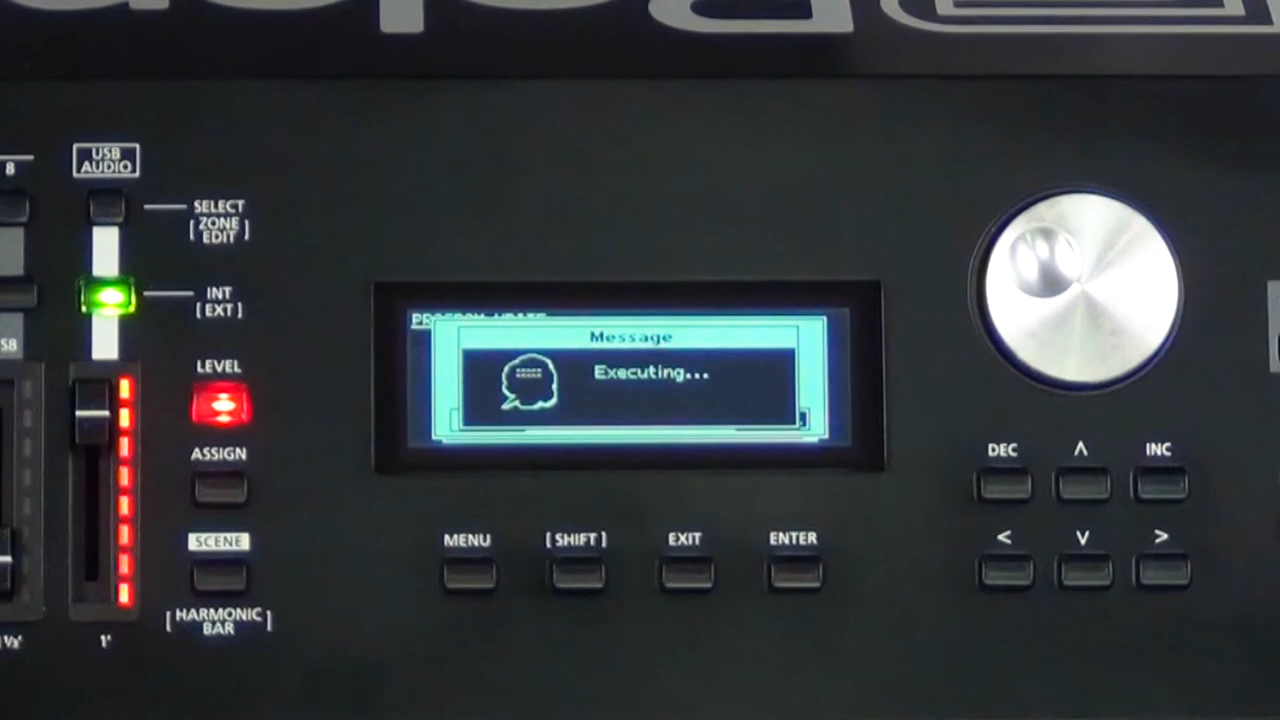 8
USB
AUDIO
SELECT
[ ZONE
EDIT ]
INT
[ EXT ]
LEVEL
ASSIGN
SCENE
[ HARMONIC
BAR ]
1'
Message
Executing...
MENU
[ SHIFT ]
EXIT
ENTER
DEC
∧
INC
<
∨
>